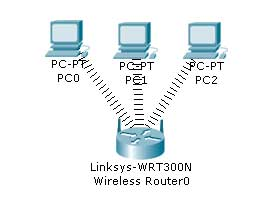 PC-PT PC-PT PC-PT
PC0 PC1 PC2
Linksys-WRT300N
Wireless Router0